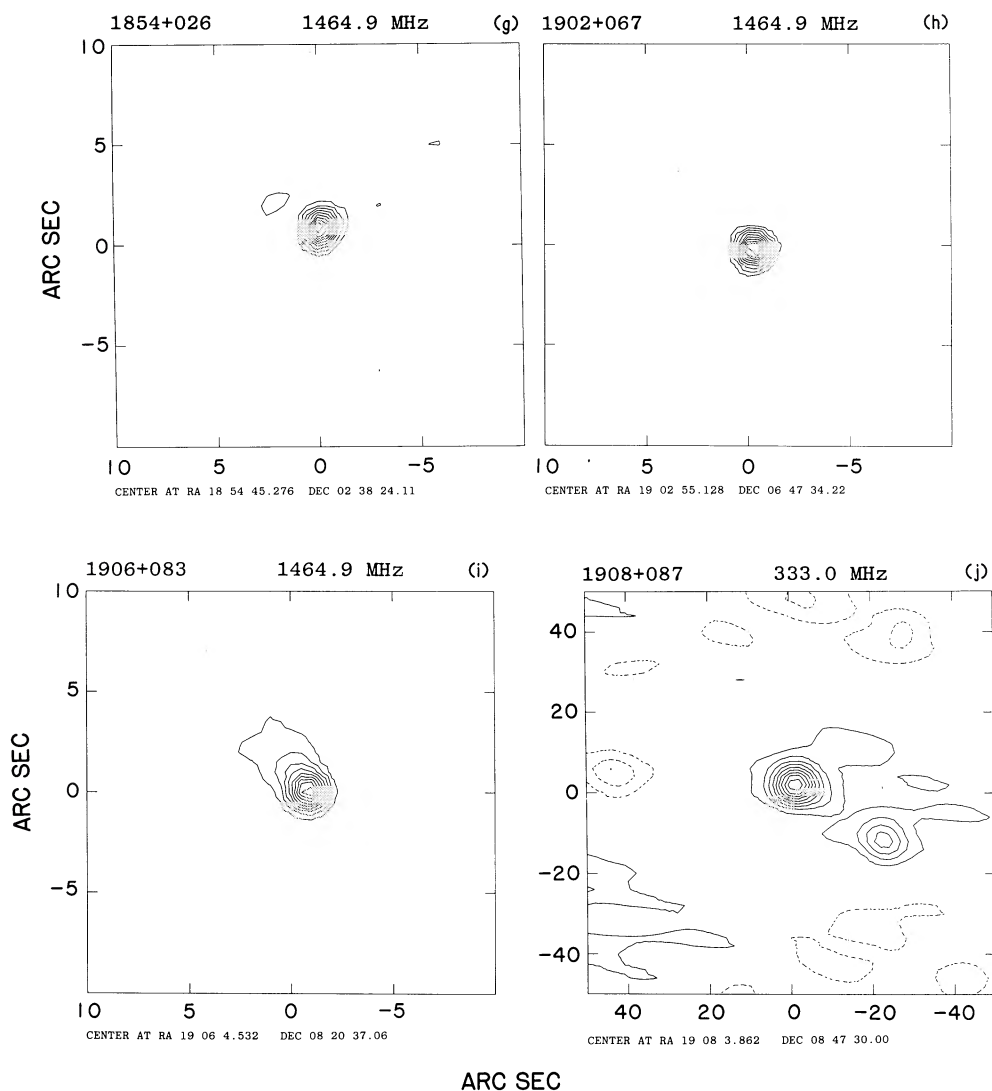 1854+026 1464.9 MHz (g)
1902+067 1464.9 MHz (h)
10
5
0
-5
ARC SEC
10 5 0 -5
10 5 0 -5
CENTER AT RA 18 54 45.276 DEC 02 38 24.11
CENTER AT RA 19 02 55.128 DEC 06 47 34.22
1906+083 1464.9 MHz (i)
1908+087 333.0 MHz (j)
10
5
0
-5
ARC SEC
40
20
0
-20
-40
10 5 0 -5
40 20 0 -20 -40
CENTER AT RA 19 06 4.532 DEC 08 20 37.06
CENTER AT RA 19 08 3.862 DEC 08 47 30.00
ARC SEC